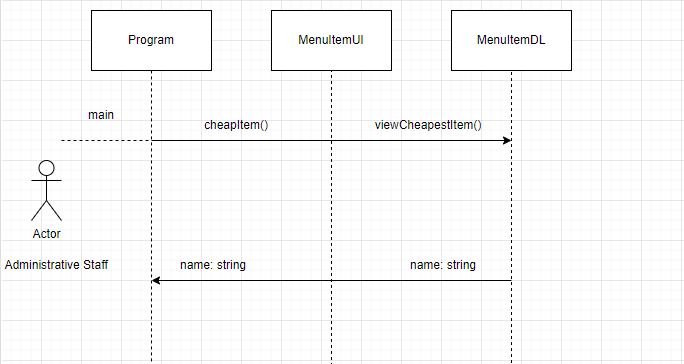 Program
MenuItemUI
MenuItemDL
main
cheapItem()
viewCheapestItem()
Actor
Administrative Staff
name: string
name: string